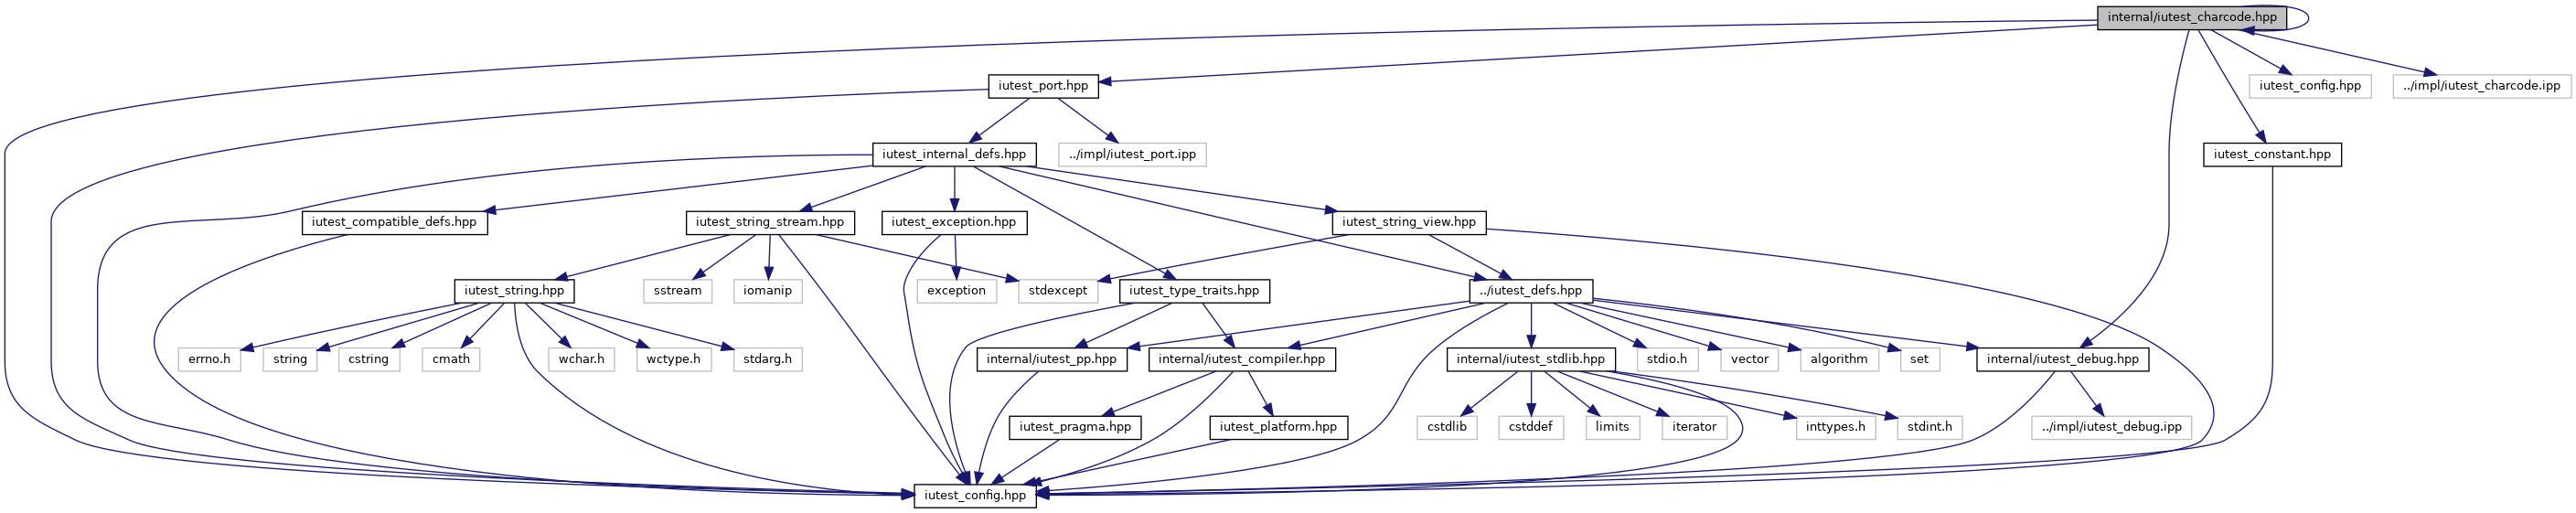 internal/iutest_charcode.hpp
iutest_port.hpp
iutest_config.hpp
../impl/iutest_charcode.ipp
iutest_internal_defs.hpp
../impl/iutest_port.ipp
iutest_constant.hpp
iutest_compatible_defs.hpp
iutest_string_stream.hpp
iutest_exception.hpp
iutest_string_view.hpp
iutest_string.hpp
sstream
iomanip
exception
stdexcept
iutest_type_traits.hpp
../iutest_defs.hpp
errno.h
string
cstring
cmath
wchar.h
wctype.h
stdarg.h
internal/iutest_pp.hpp
internal/iutest_compiler.hpp
internal/iutest_stdlib.hpp
stdio.h
vector
algorithm
set
internal/iutest_debug.hpp
iutest_pragma.hpp
iutest_platform.hpp
cstdlib
cstddef
limits
iterator
inttypes.h
stdint.h
../impl/iutest_debug.ipp
iutest_config.hpp